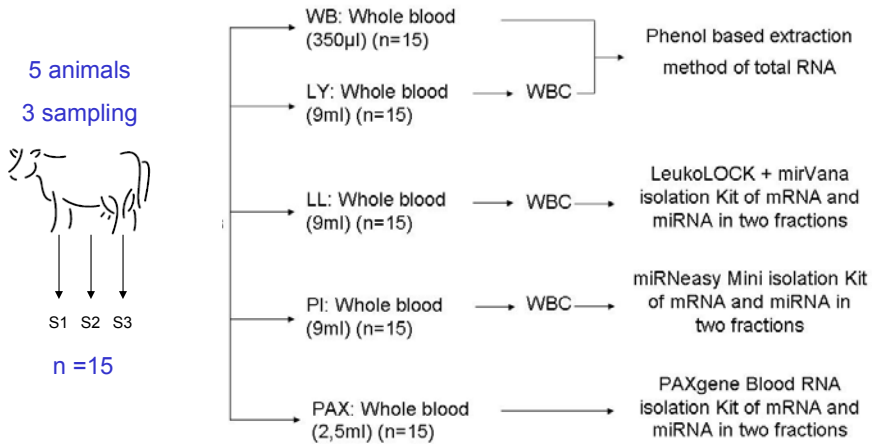 5 animals
3 sampling
S1 S2 S3
n =15
WB: Whole blood
(350µl) (n=15)
Phenol based extraction
method of total RNA
LY: Whole blood
(9ml) (n=15)
WBC
LL: Whole blood
(9ml) (n=15)
WBC
LeukoLOCK + mirVana
isolation Kit of mRNA and
miRNA in two fractions
PI: Whole blood
(9ml) (n=15)
WBC
miRNeasy Mini isolation Kit
of mRNA and miRNA in
two fractions
PAX: Whole blood
(2,5ml) (n=15)
PAXgene Blood RNA
isolation Kit of mRNA and
miRNA in two fractions